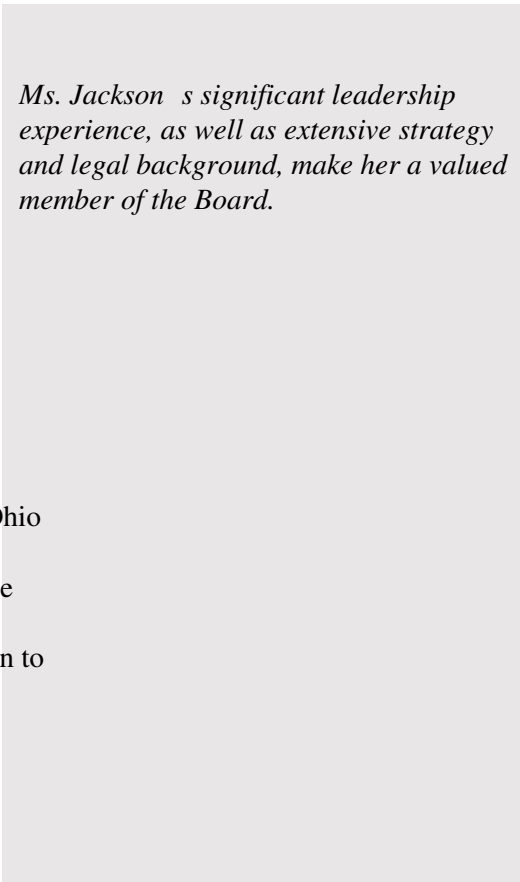 Ms. Jackson s significant leadership
experience, as well as extensive strategy
and legal background, make her a valued
member of the Board.
hio
e
n to